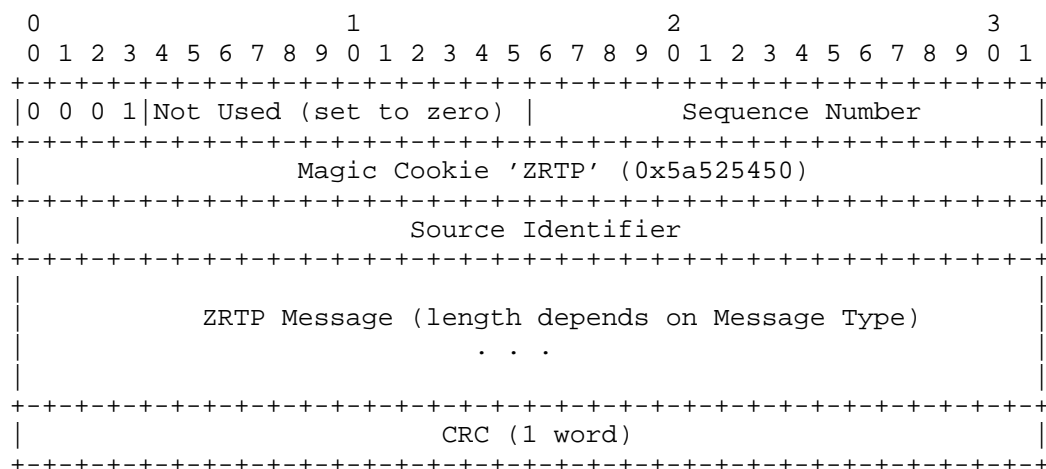 0                   1                   2                   3
 0 1 2 3 4 5 6 7 8 9 0 1 2 3 4 5 6 7 8 9 0 1 2 3 4 5 6 7 8 9 0 1
+-+-+-+-+-+-+-+-+-+-+-+-+-+-+-+-+-+-+-+-+-+-+-+-+-+-+-+-+-+-+-+-+
|0 0 0 1|Not Used (set to zero) |         Sequence Number       |
+-+-+-+-+-+-+-+-+-+-+-+-+-+-+-+-+-+-+-+-+-+-+-+-+-+-+-+-+-+-+-+-+
|                 Magic Cookie ’ZRTP’ (0x5a525450)              |
+-+-+-+-+-+-+-+-+-+-+-+-+-+-+-+-+-+-+-+-+-+-+-+-+-+-+-+-+-+-+-+-+
|                        Source Identifier                      |
+-+-+-+-+-+-+-+-+-+-+-+-+-+-+-+-+-+-+-+-+-+-+-+-+-+-+-+-+-+-+-+-+
|                                                               |
|           ZRTP Message (length depends on Message Type)       |
|                            . . .                              |
|                                                               |
+-+-+-+-+-+-+-+-+-+-+-+-+-+-+-+-+-+-+-+-+-+-+-+-+-+-+-+-+-+-+-+-+
|                          CRC (1 word)                         |
+-+-+-+-+-+-+-+-+-+-+-+-+-+-+-+-+-+-+-+-+-+-+-+-+-+-+-+-+-+-+-+-+